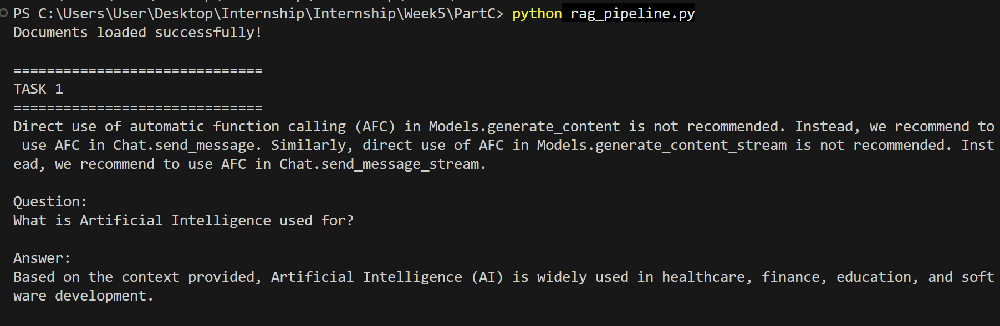 PS C:\Users\User\Desktop\Internship\Internship\Week5\PartC> python rag_pipeline.py
Documents loaded successfully!
==============================
TASK 1
==============================
Direct use of automatic function calling (AFC) in Models.generate_content is not recommended. Instead, we recommend to
 use AFC in Chat.send_message. Similarly, direct use of AFC in Models.generate_content_stream is not recommended. Inst
ead, we recommend to use AFC in Chat.send_message_stream.
Question:
What is Artificial Intelligence used for?
Answer:
Based on the context provided, Artificial Intelligence (AI) is widely used in healthcare, finance, education, and soft
ware development.